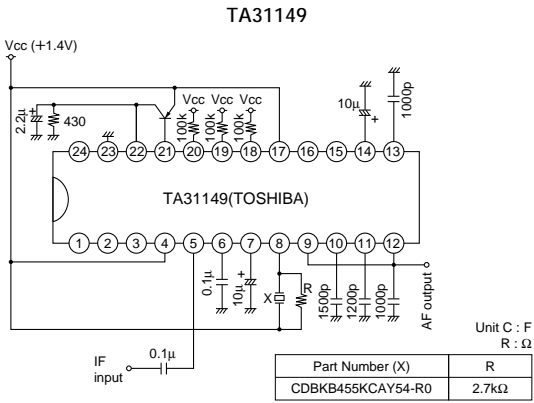 TA31149
Vcc (+1.4V)
2.2μ
+
430
Vcc Vcc Vcc
100k
100k
100k
10μ
+
1000p
24 23 22 21 20 19 18 17 16 15 14 13
TA31149(TOSHIBA)
1 2 3 4 5 6 7 8 9 10 11 12
0.1μ
10μ
+
X
R
1500p
1200p
1000p
AF output
IF
input
0.1μ
Unit C : F
R : Ω
Part Number (X) R
CDBKB455KCAY54-R0 2.7kΩ